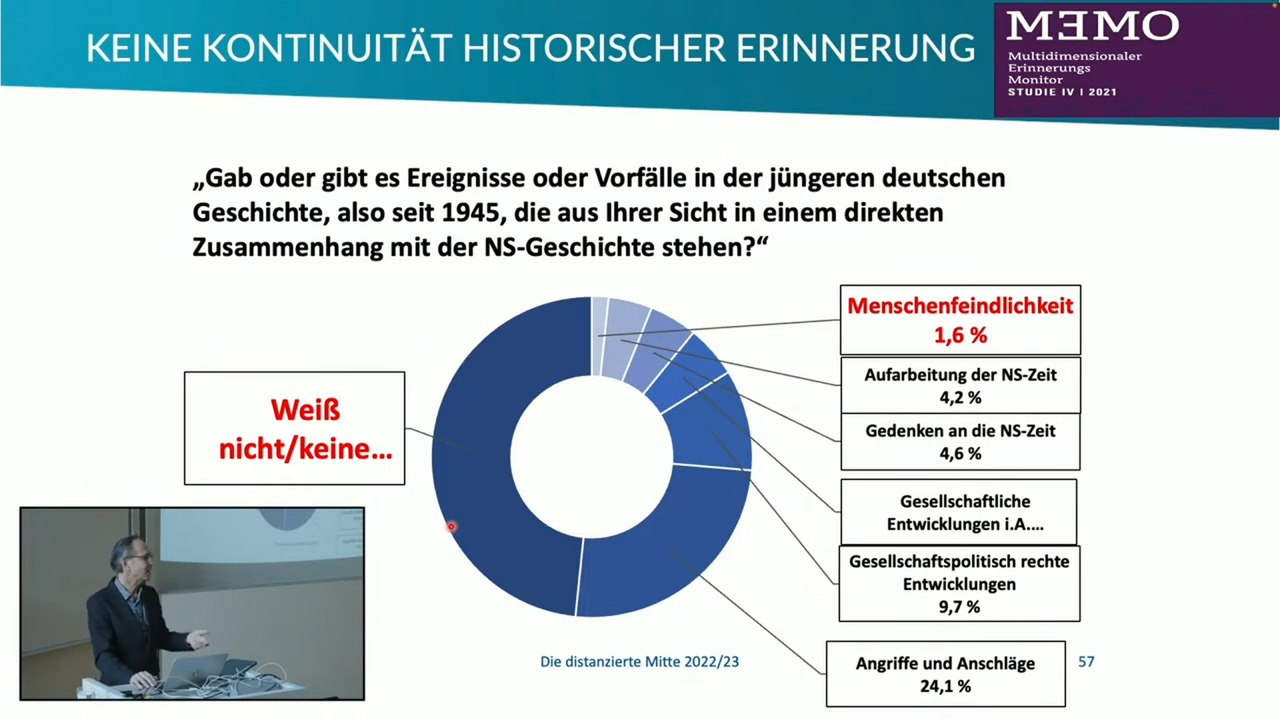 KEINE KONTINUITÄT HISTORISCHER ERINNERUNG
MƎMO
Multidimensionaler
Erinnerungs
Monitor
STUDIE IV | 2021
„Gab oder gibt es Ereignisse oder Vorfälle in der jüngeren deutschen
Geschichte, also seit 1945, die aus Ihrer Sicht in einem direkten
Zusammenhang mit der NS-Geschichte stehen?“
Menschenfeindlichkeit
1,6 %
Aufarbeitung der NS-Zeit
4,2 %
Weiß
nicht/keine…
Gedenken an die NS-Zeit
4,6 %
Gesellschaftliche
Entwicklungen i.A.…
Gesellschaftspolitisch rechte
Entwicklungen
9,7 %
Angriffe und Anschläge
24,1 %
Die distanzierte Mitte 2022/23
57